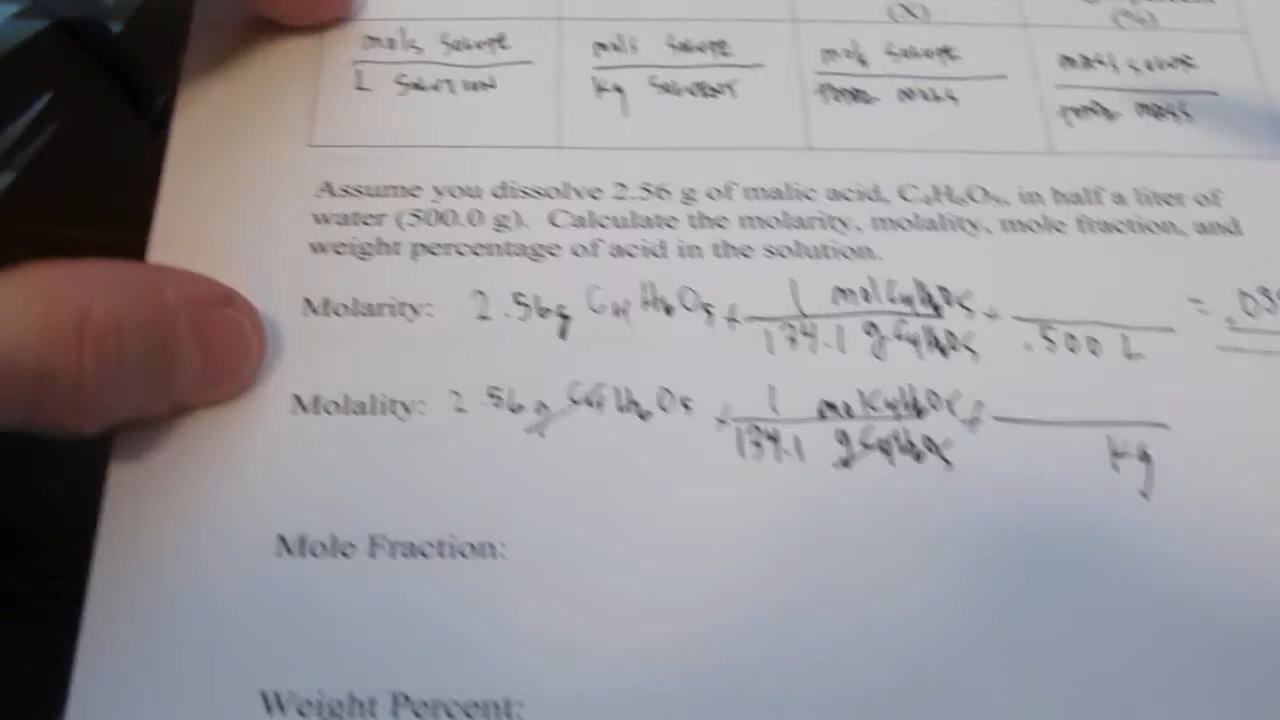 (X) (%)
mols solute mols solute mols solute mass solute
L solution kg solvent mols mass
Assume you dissolve 2.56 g of malic acid, C₄H₆O₅, in half a liter of
water (500.0 g). Calculate the molarity, molality, mole fraction, and
weight percentage of acid in the solution.
Molarity: 2.56g C4H6O5 1 mol C4H6O5 = .03
134.1 g C4H6O5 .500 L
Molality: 2.56g C4H6O5 1 mol C4H6O5
134.1 g C4H6O5 kg
Mole Fraction:
Weight Percent: